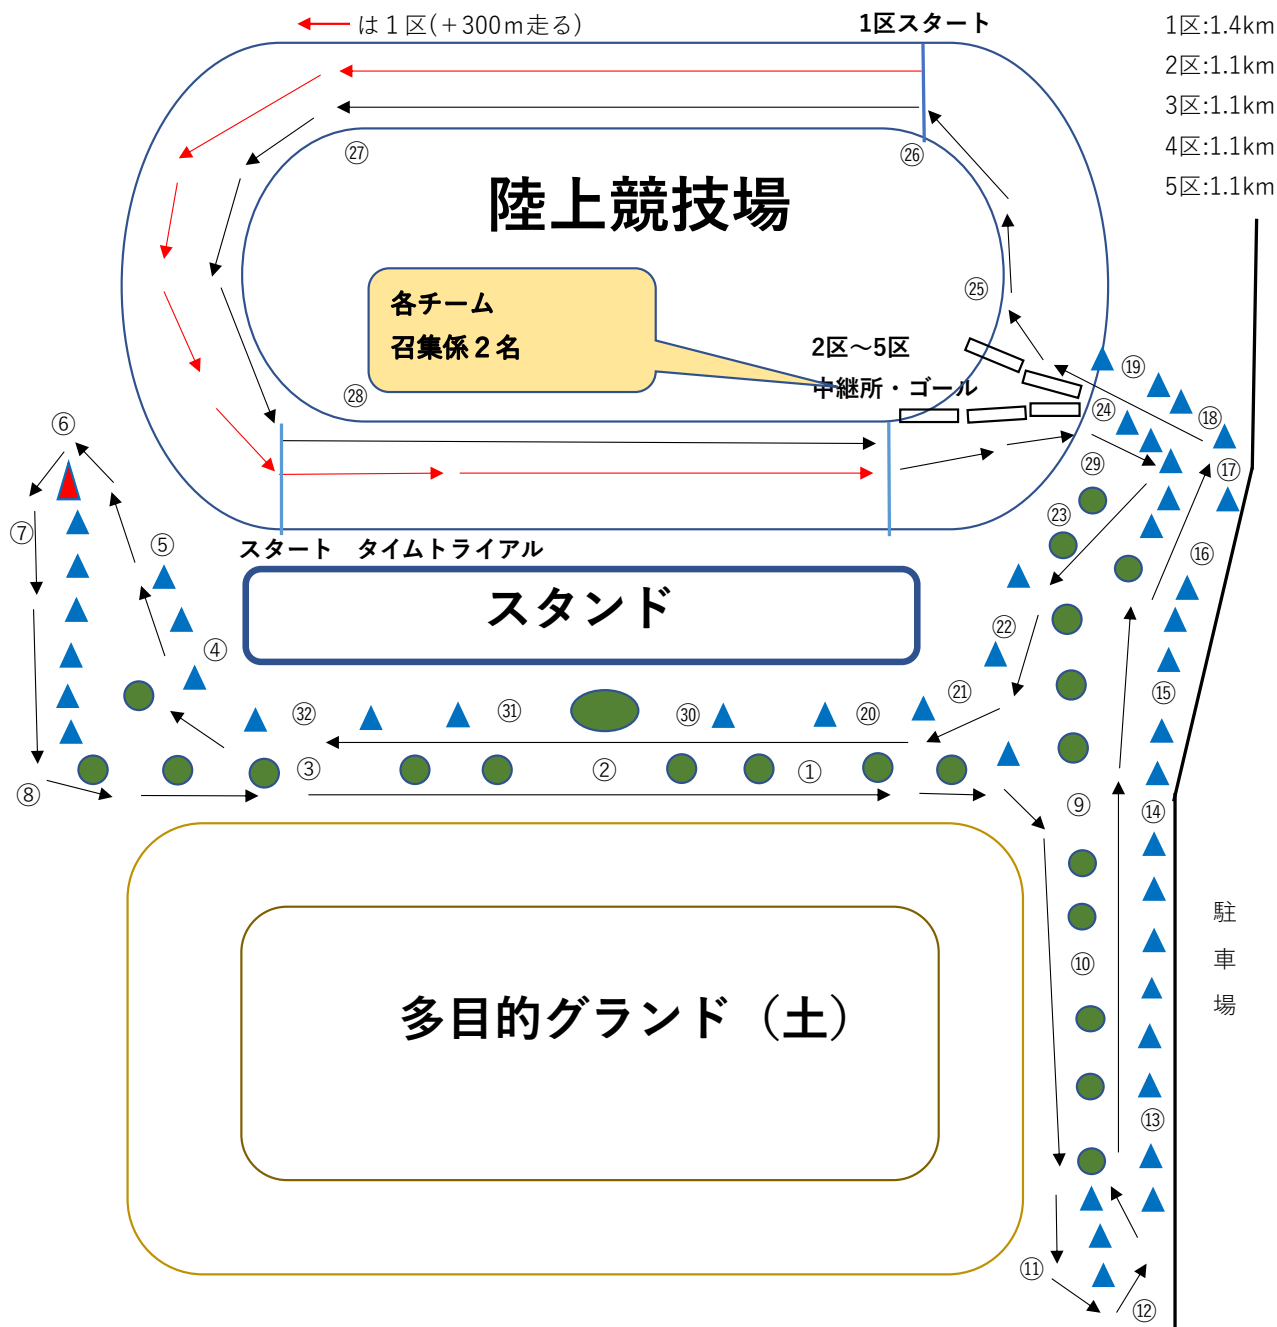 は１区(＋300m走る)
1区スタート
1区:1.4km
2区:1.1km
3区:1.1km
4区:1.1km
5区:1.1km
㉗
㉖
陸上競技場
各チーム
召集係２名
㉕
2区～5区
中継所・ゴール
㉘
⑲
㉔
⑱
⑥
㉙
⑰
⑦
㉓
スタート　タイムトライアル
⑤
⑯
スタンド
㉒
④
㉑
⑮
㉜
㉛
㉚
⑳
③
②
①
⑧
⑨
⑭
駐
車
場
⑩
多目的グランド（土）
⑬
⑪
⑫